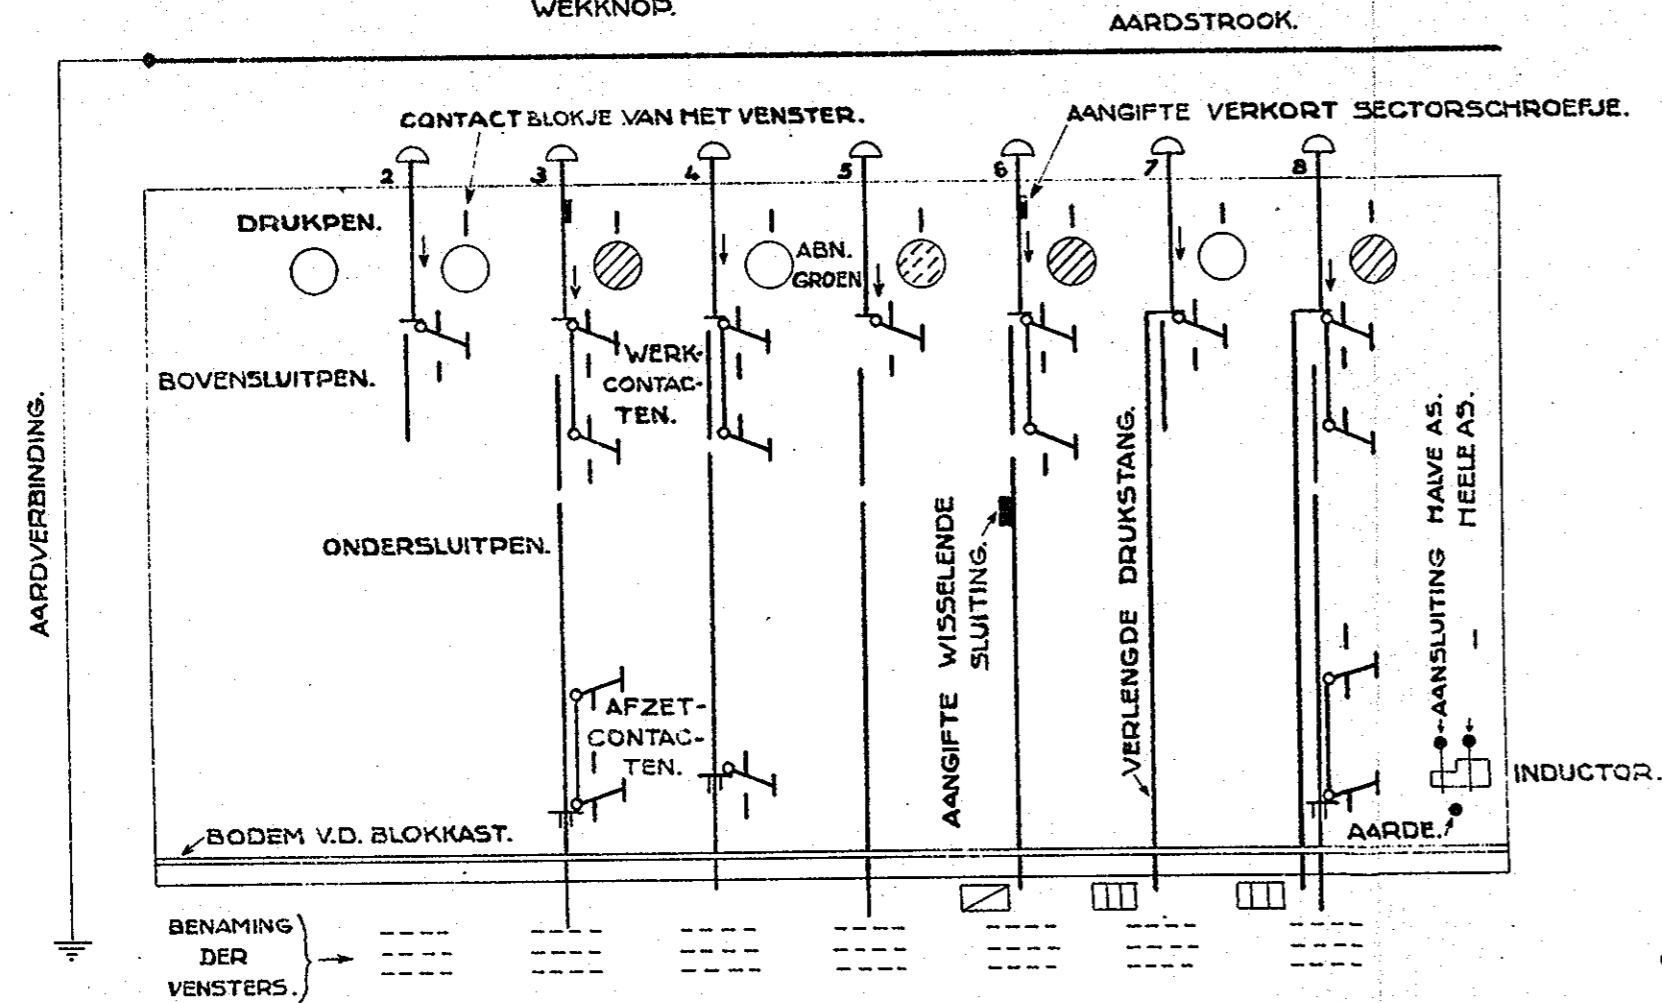 WEKKNOP.
AARDSTROOK.
CONTACT BLOKJE VAN HET VENSTER.
AANGIFTE VERKORT SECTORSCHROEFJE.
2
3
4
5
6
7
8
DRUKPEN.
ABN.
GROEN
BOVENSLUITPEN.
WERK-
CONTAC-
TEN.
ONDERSLUITPEN.
AARDVERBINDING.
AANGIFTE WISSELENDE
SLUITING.
VERLENGDE DRUKSTANG.
AANSLUITING HALVE AS.
HEELE AS.
AFZET-
CONTAC-
TEN.
INDUCTOR.
AARDE.
BODEM V.D. BLOKKAST.
BENAMING
DER
VENSTERS.